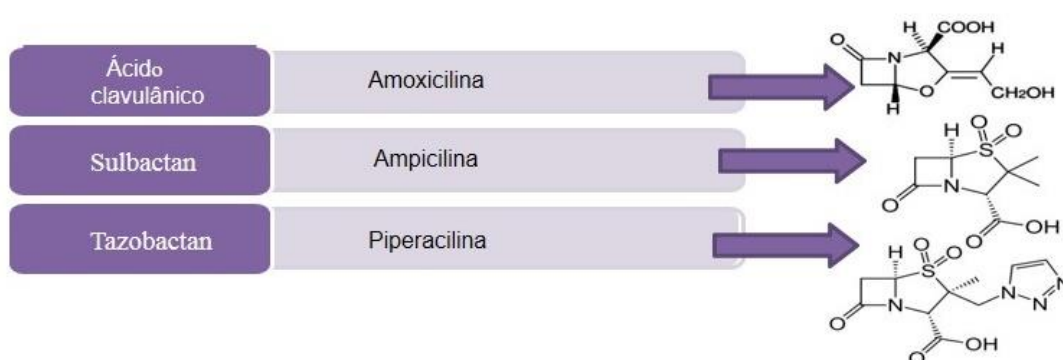 Ácido
clavulânico
Amoxicilina
Sulbactan
Ampicilina
Tazobactan
Piperacilina
O
N
H
COOH
H
O
H
CH₂OH
H
O
O
S
N
O
O
OH
H
O
O
S
N
O
O
OH
N
N
N